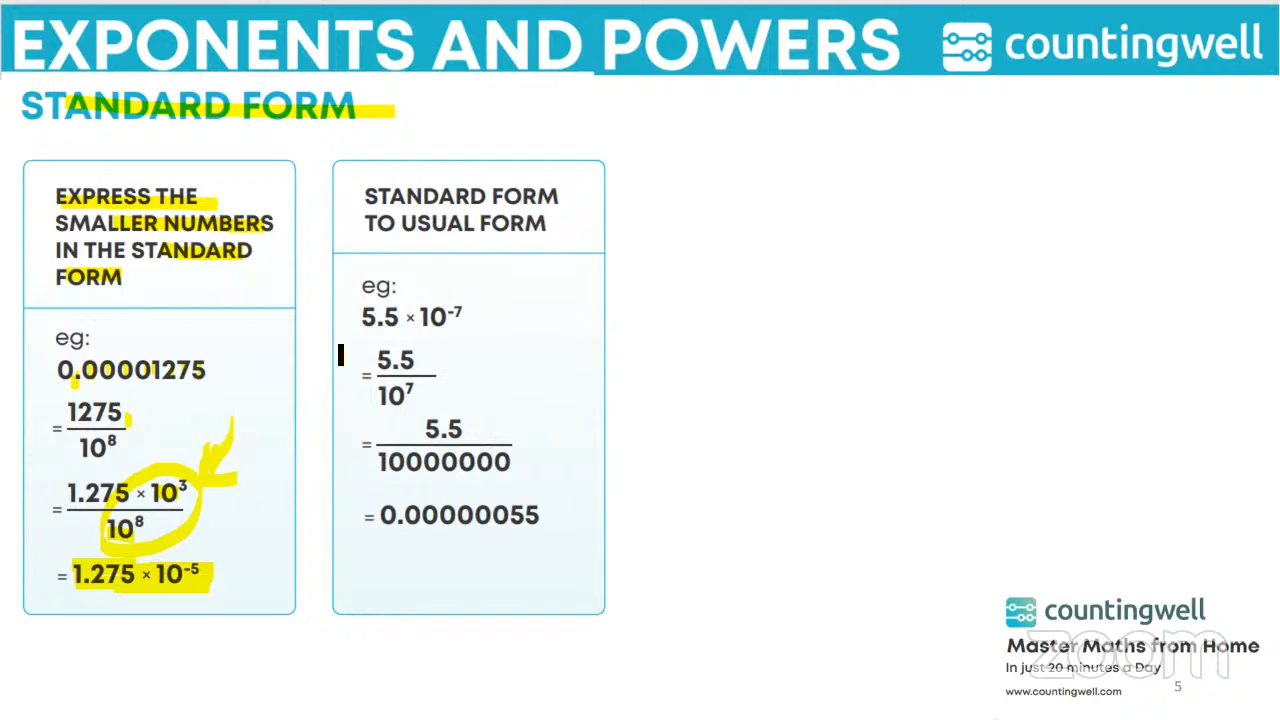 EXPONENTS AND POWERS
countingwell
STANDARD FORM
EXPRESS THE
SMALLER NUMBERS
IN THE STANDARD
FORM
eg:
0.00001275
= 1275
10⁸
= 1.275 × 10³
10⁸
= 1.275 × 10⁻⁵
STANDARD FORM
TO USUAL FORM
eg:
5.5 × 10⁻⁷
= 5.5
10⁷
= 5.5
10000000
= 0.00000055
countingwell
zoom
Master Maths from Home
In just 20 minutes a Day
www.countingwell.com
5